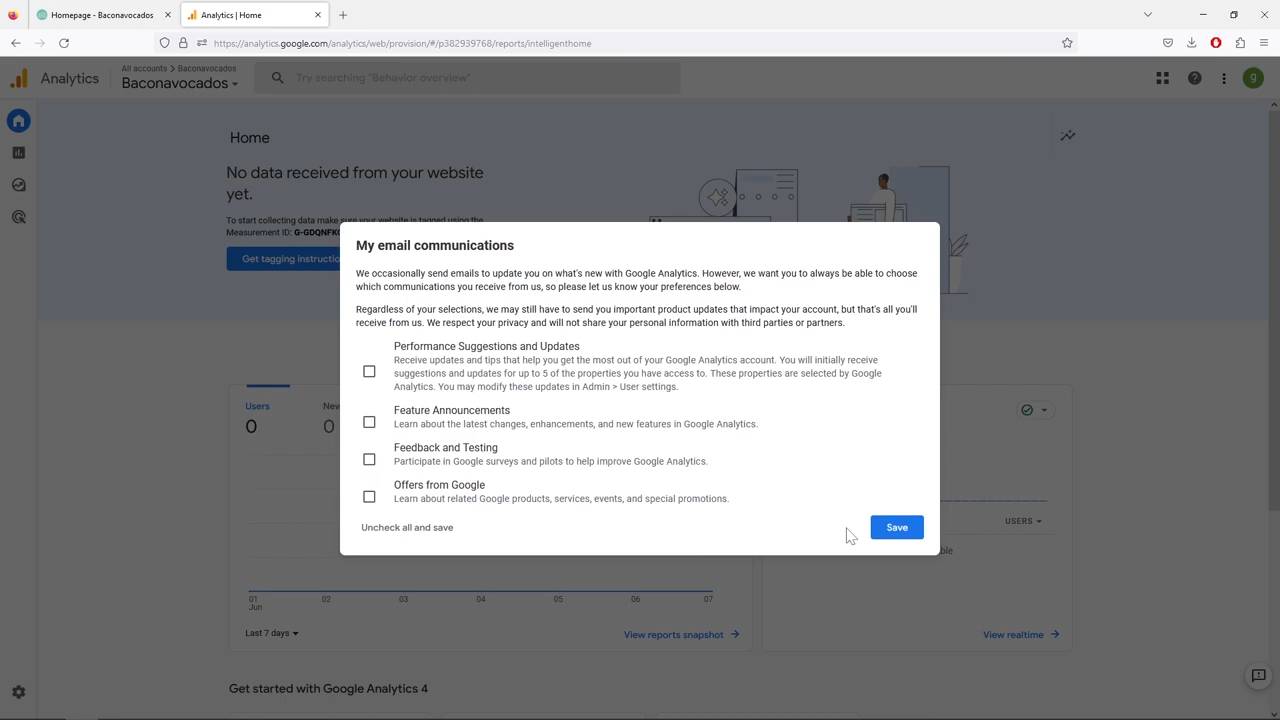 Homepage - Baconavocados
Analytics | Home
https://analytics.google.com/analytics/web/provision/#/p382939768/reports/intelligenthome
Analytics
All accounts > Baconavocados
Baconavocados
Try searching "Behavior overview"
g
Home
No data received from your website
yet.
To start collecting data make sure your website is tagged using the
Measurement ID:
Get tagging
My email communications
We occasionally send emails to update you on what's new with Google Analytics. However, we want you to always be able to choose
which communications you receive from us, so please let us know your preferences below.
Regardless of your selections, we may still have to send you important product updates that impact your account, but that's all you'll
receive from us. We respect your privacy and will not share your personal information with third parties or partners.
Performance Suggestions and Updates
Receive updates and tips that help you get the most out of your Google Analytics account. You will initially receive
suggestions and updates for up to 5 of the properties you have access to. These properties are selected by Google
Analytics. You may modify these updates in Admin > User settings.
Feature Announcements
Learn about the latest changes, enhancements, and new features in Google Analytics.
Feedback and Testing
Participate in Google surveys and pilots to help improve Google Analytics.
Offers from Google
Learn about related Google products, services, events, and special promotions.
Uncheck all and save
Save
Users
0
New
0
USERS
01
Jun
02
03
04
05
06
07
Last 7 days
View reports snapshot
View realtime
Get started with Google Analytics 4